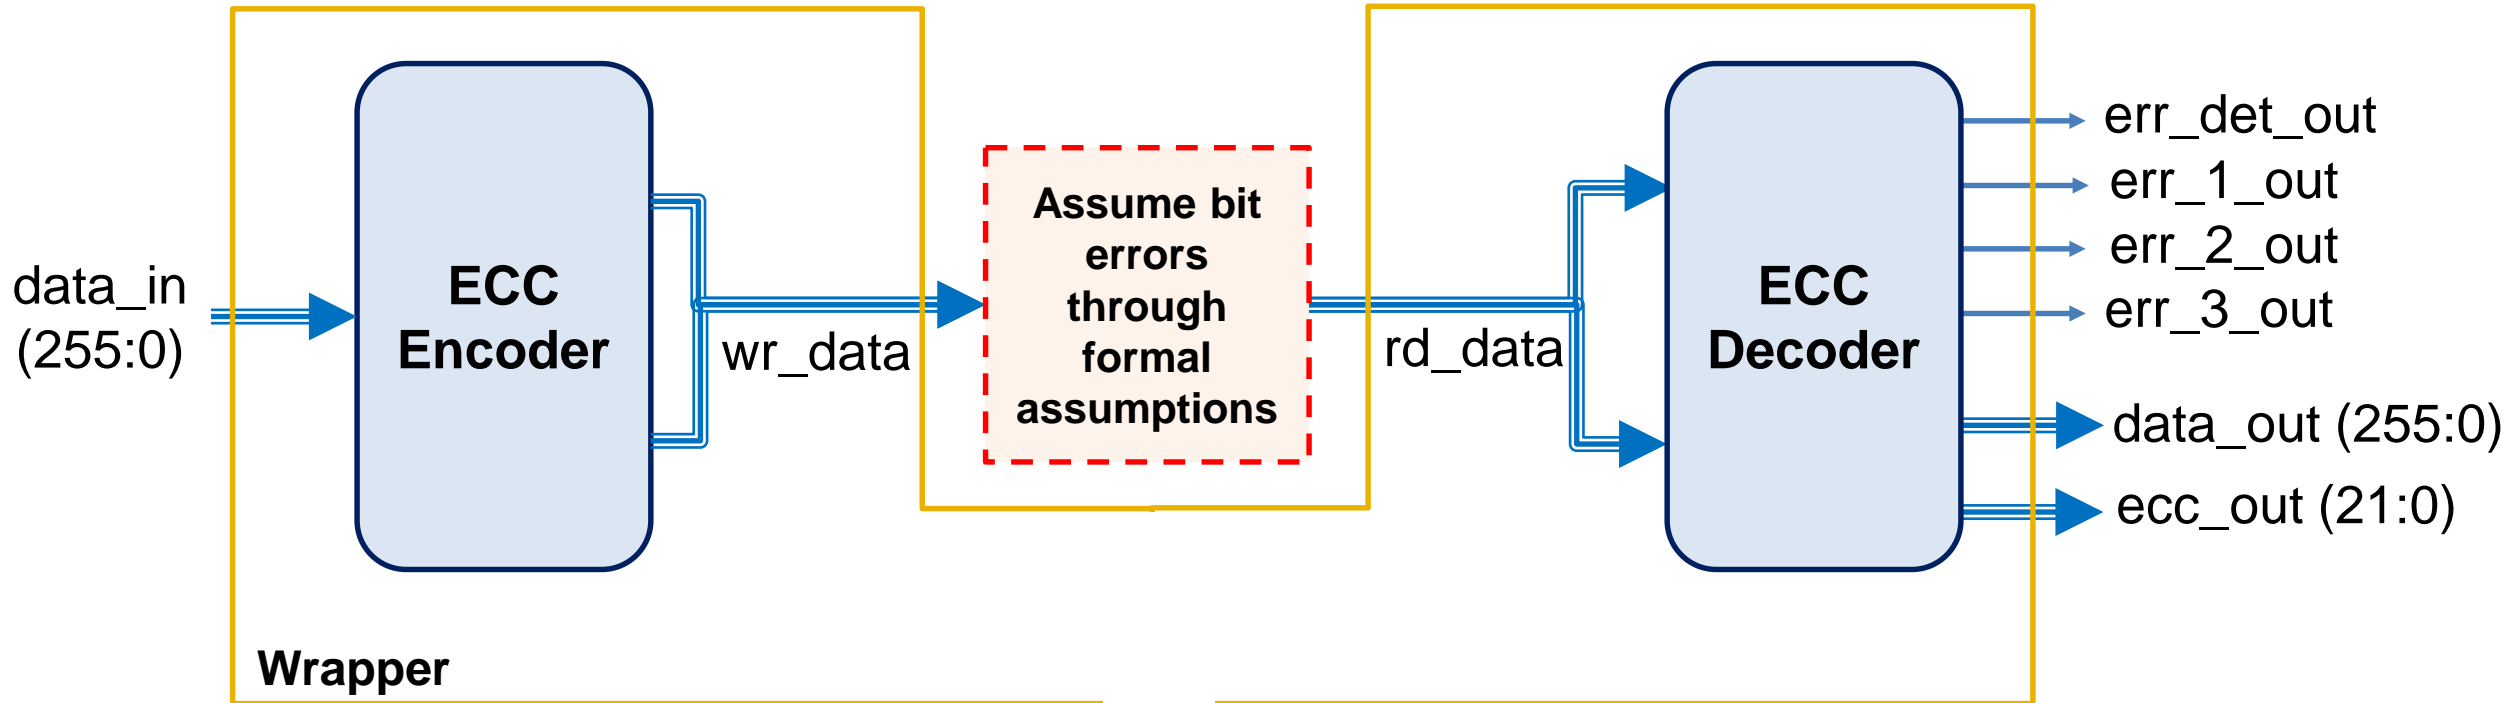 data_in
(255:0)
ECC
Encoder
wr_data
Assume bit
errors
through
formal
assumptions
rd_data
ECC
Decoder
err_det_out
err_1_out
err_2_out
err_3_out
data_out (255:0)
ecc_out (21:0)
Wrapper